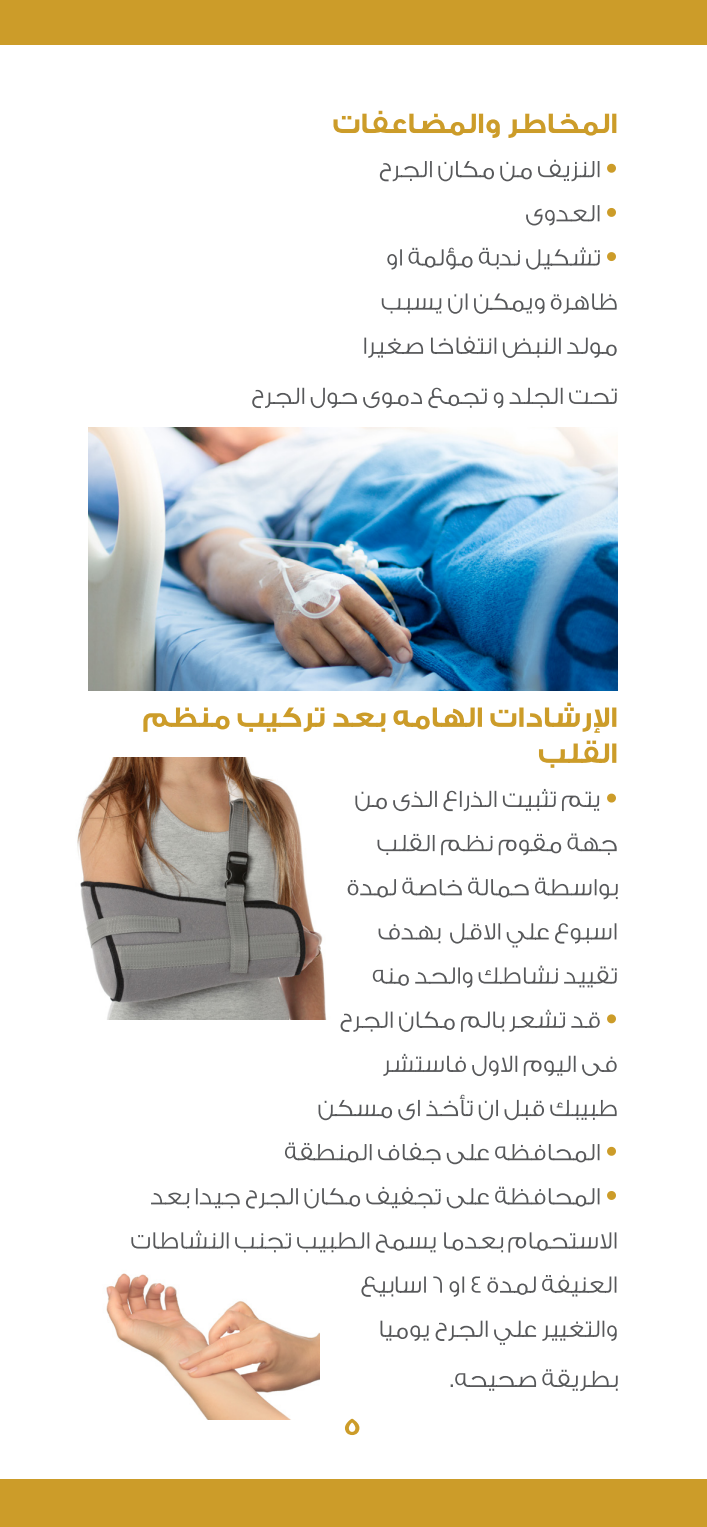 المخاطر والمضاعفات
• النزيف من مكان الجرح
• العدوى
• تشكيل ندبة مؤلمة او
ظاهرة ويمكن ان يسبب
مولد النبض انتفاخا صغيرا
تحت الجلد و تجمع دموى حول الجرح
الإرشادات الهامه بعد تركيب منظم
القلب
• يتم تثبيت الذراع الذى من
جهة مقوم نظم القلب
بواسطة حمالة خاصة لمدة
اسبوع علي الاقل بهدف
تقييد نشاطك والحد منه
• قد تشعر بالم مكان الجرح
فى اليوم الاول فاستشر
طبيبك قبل ان تأخذ اى مسكن
• المحافظه على جفاف المنطقة
• المحافظة على تجفيف مكان الجرح جيدا بعد
الاستحمام بعدما يسمح الطبيب تجنب النشاطات
العنيفة لمدة ٤ او ٦ اسابيع
والتغيير علي الجرح يوميا
بطريقة صحيحه.
٥